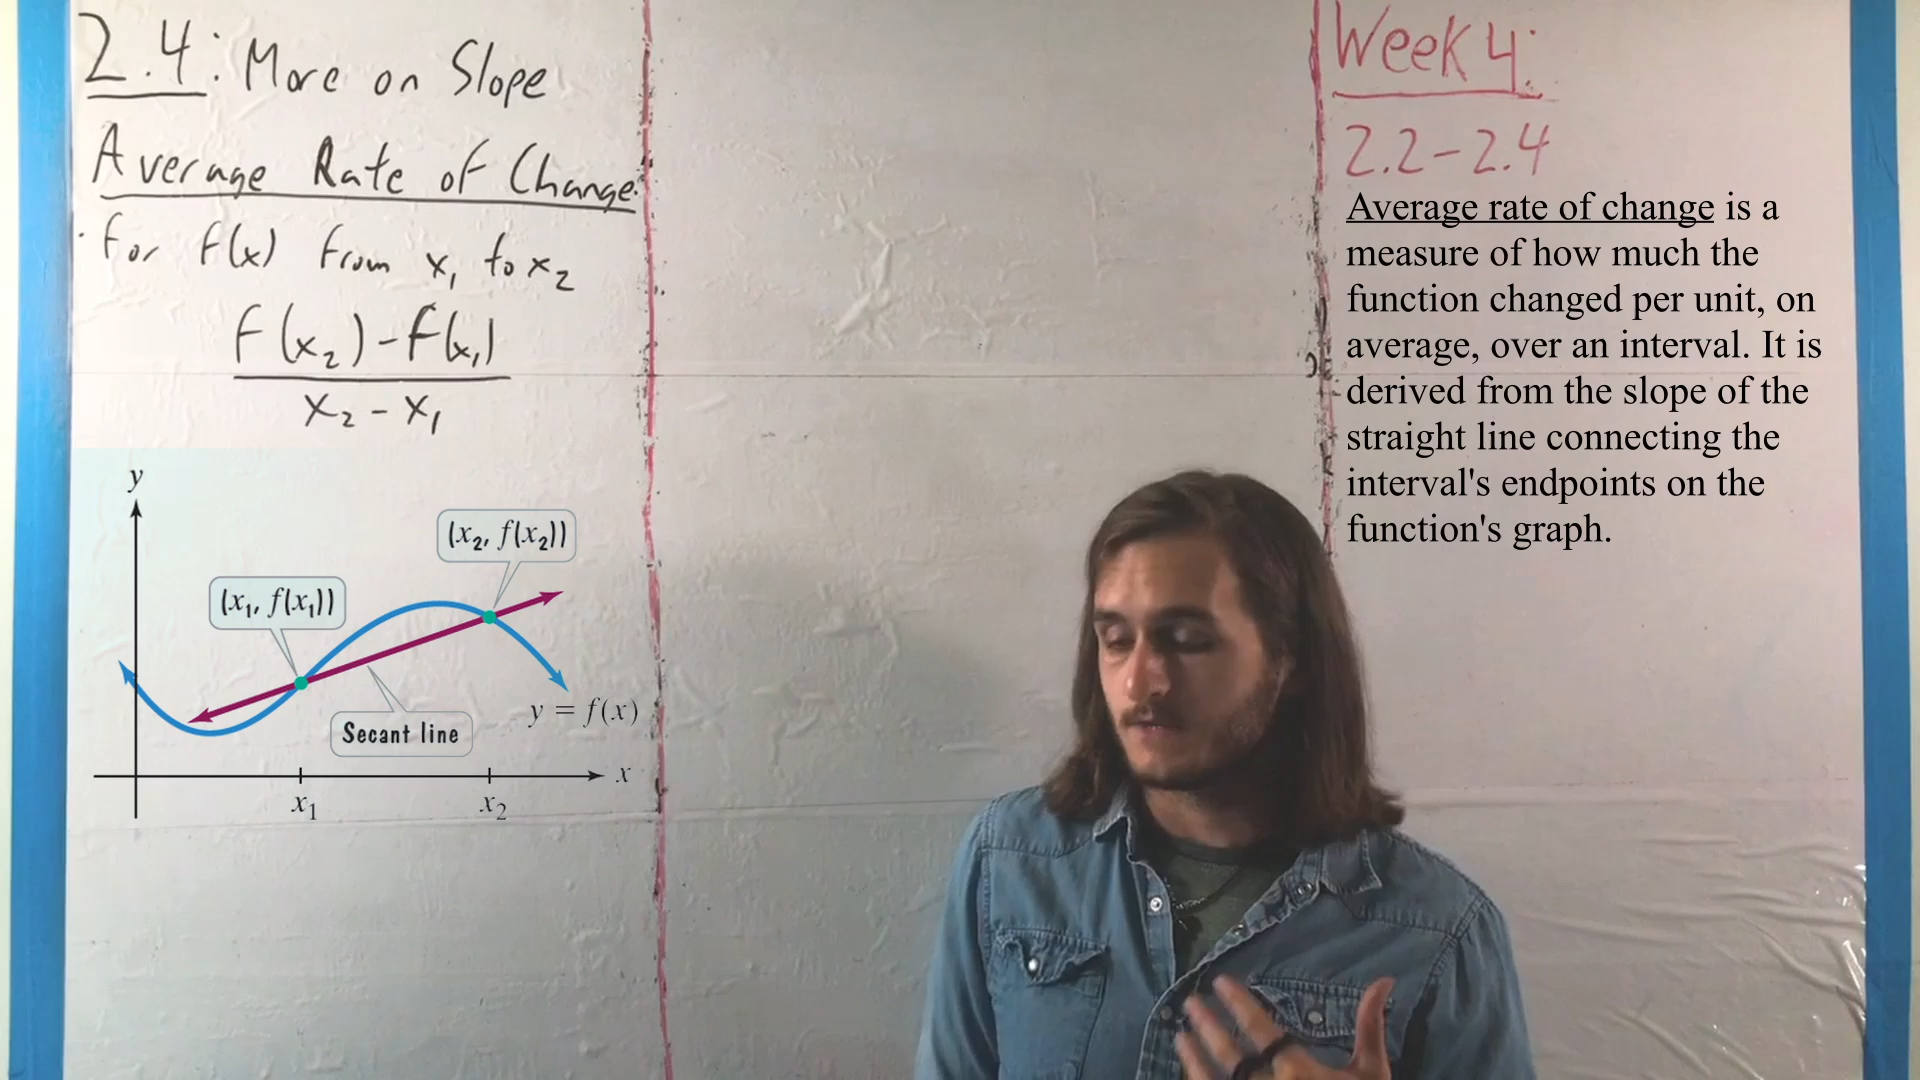 2.4: More on Slope
Average Rate of Change
· For f(x) from x₁ to x₂
f(x₂) - f(x₁)
x₂ - x₁
y
(x₂, f(x₂))
(x₁, f(x₁))
Secant line
y = f(x)
x
x₁
x₂
Week 4:
2.2-2.4
Average rate of change is a
measure of how much the
function changed per unit, on
average, over an interval. It is
derived from the slope of the
straight line connecting the
interval's endpoints on the
function's graph.